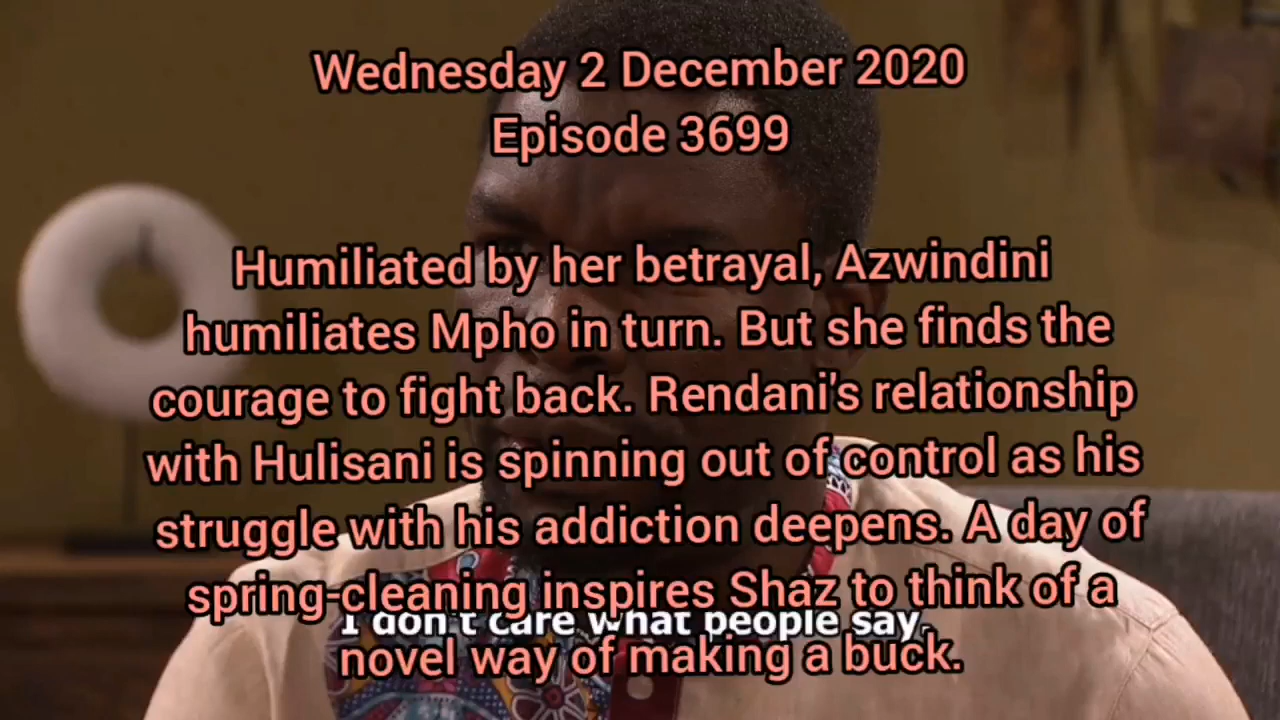 Wednesday 2 December 2020
Episode 3699
Humiliated by her betrayal, Azwindini
humiliates Mpho in turn. But she finds the
courage to fight back. Rendani's relationship
with Hulisani is spinning out of control as his
struggle with his addiction deepens. A day of
spring-cleaning inspires Shaz to think of a
I don't care what people say,
novel way of making a buck.